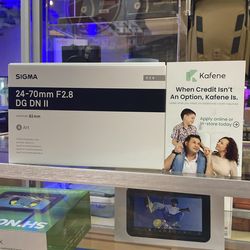 SIGMA
24-70mm F2.8
DG DN II
Art
Kafene
When Credit Isn't
An Option, Kafene Is.
Apply online or
in-store today